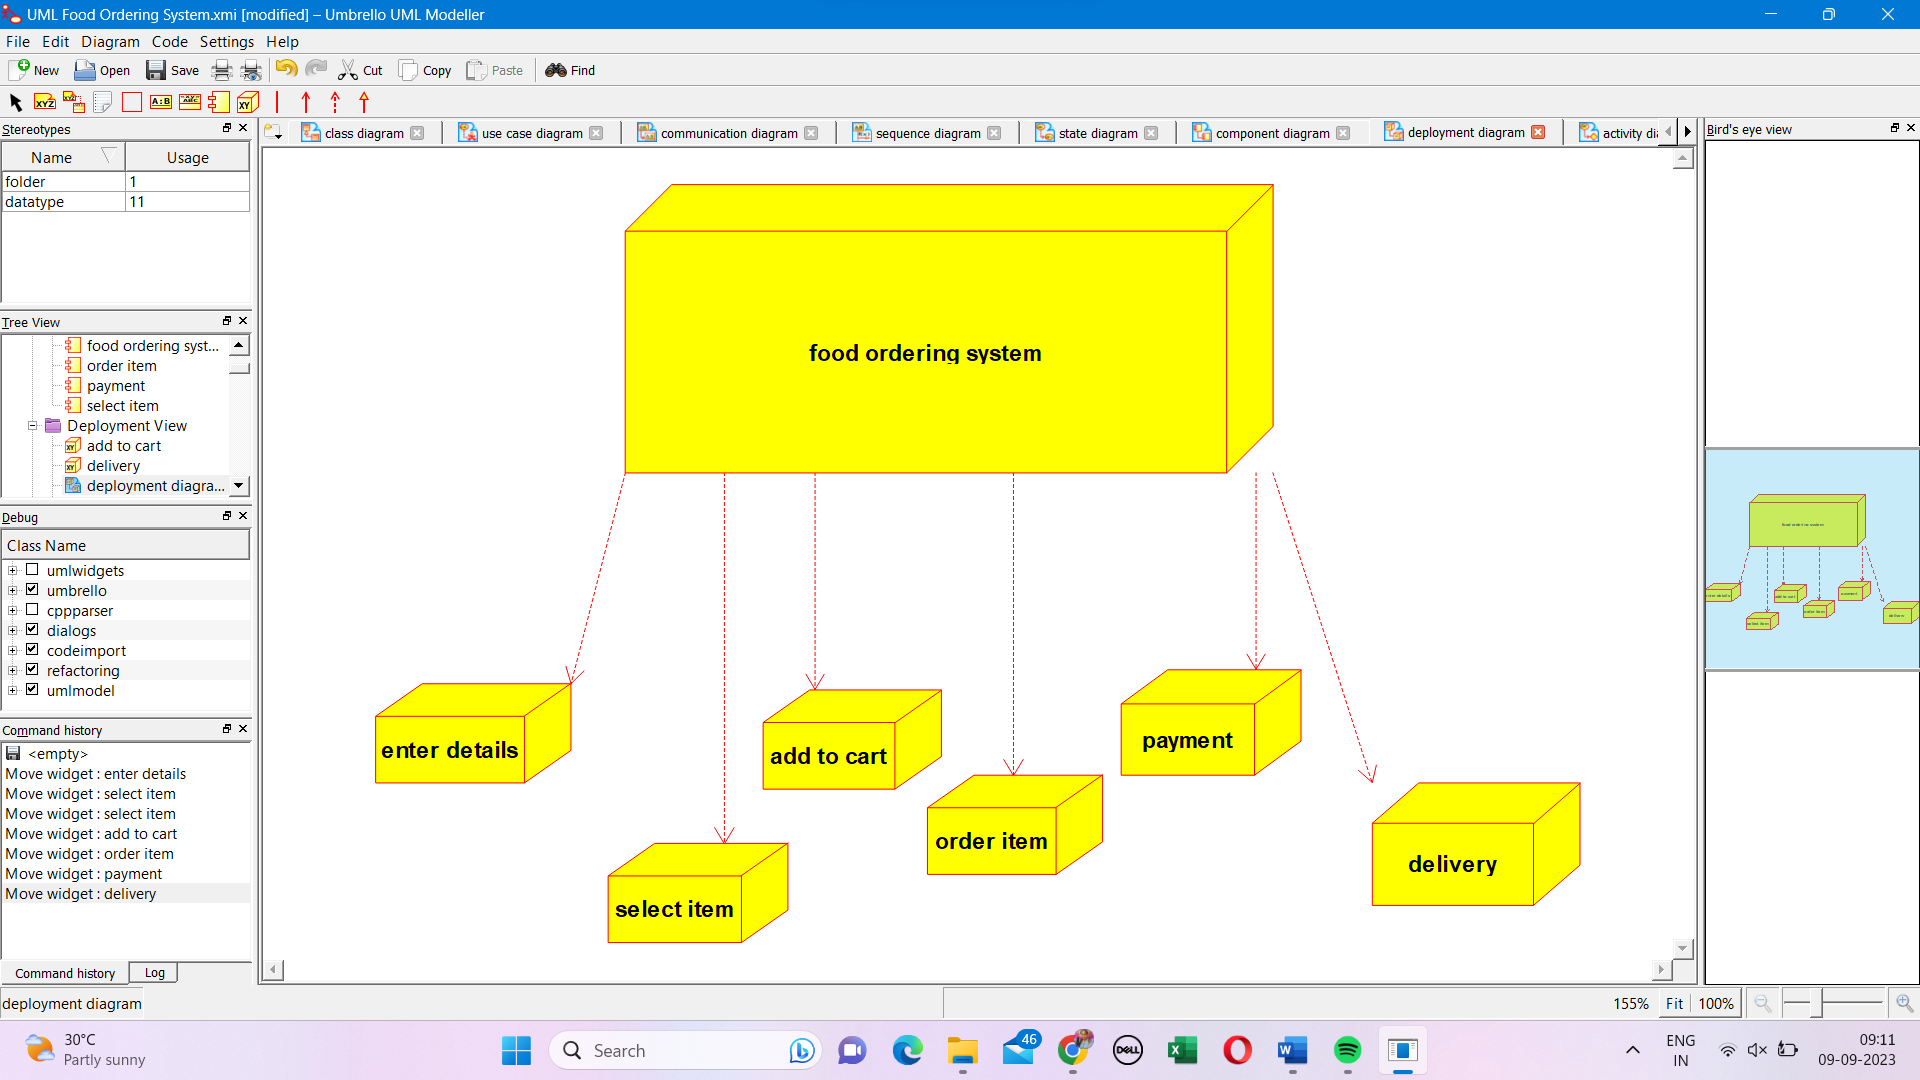 UML Food Ordering System.xmi [modified] – Umbrello UML Modeller
File Edit Diagram Code Settings Help
New Open Save Cut Copy Paste Find
XYZ A:B XY
Stereotypes
Name Usage
folder 1
datatype 11
Tree View
food ordering syst...
order item
payment
select item
Deployment View
add to cart
delivery
deployment diagra...
Debug
Class Name
umlwidgets
umbrello
cppparser
dialogs
codeimport
refactoring
umlmodel
Command history
<empty>
Move widget : enter details
Move widget : select item
Move widget : select item
Move widget : add to cart
Move widget : order item
Move widget : payment
Move widget : delivery
Command history Log
class diagram use case diagram communication diagram sequence diagram state diagram component diagram deployment diagram activity di
food ordering system
enter details
add to cart
payment
order item
delivery
select item
Bird's eye view
deployment diagram
155% Fit 100%
30°C
Partly sunny
Search
46
DELL
ENG
IN
09:11
09-09-2023